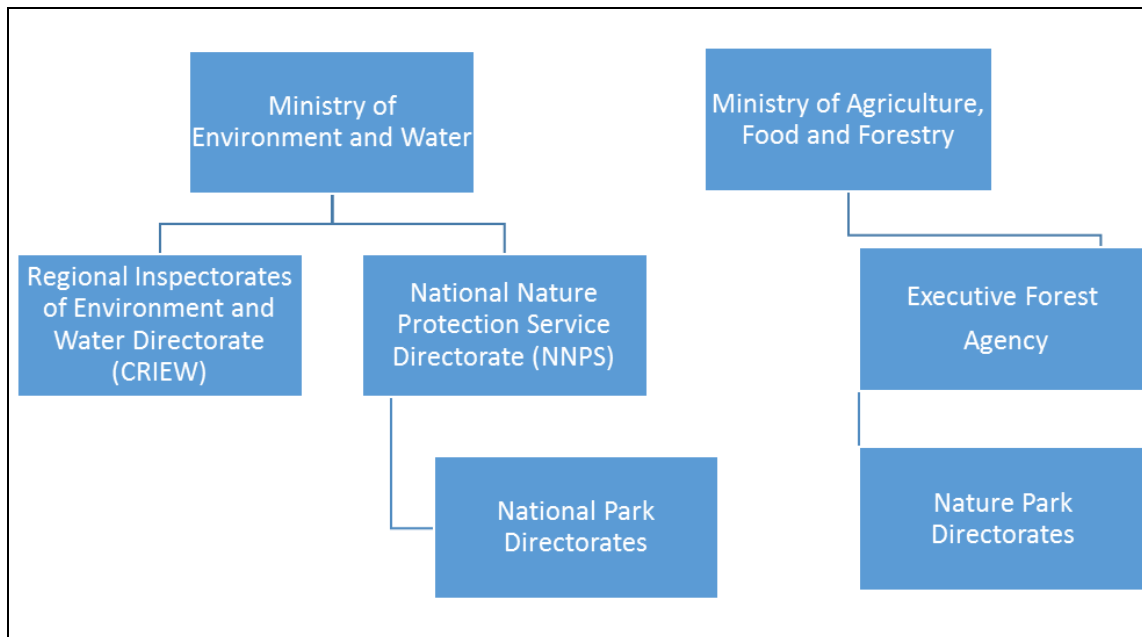 Ministry of
Environment and Water
Ministry of Agriculture,
Food and Forestry
Regional Inspectorates
of Environment and
Water Directorate
(CRIEW)
National Nature
Protection Service
Directorate (NNPS)
Executive Forest
Agency
National Park
Directorates
Nature Park
Directorates